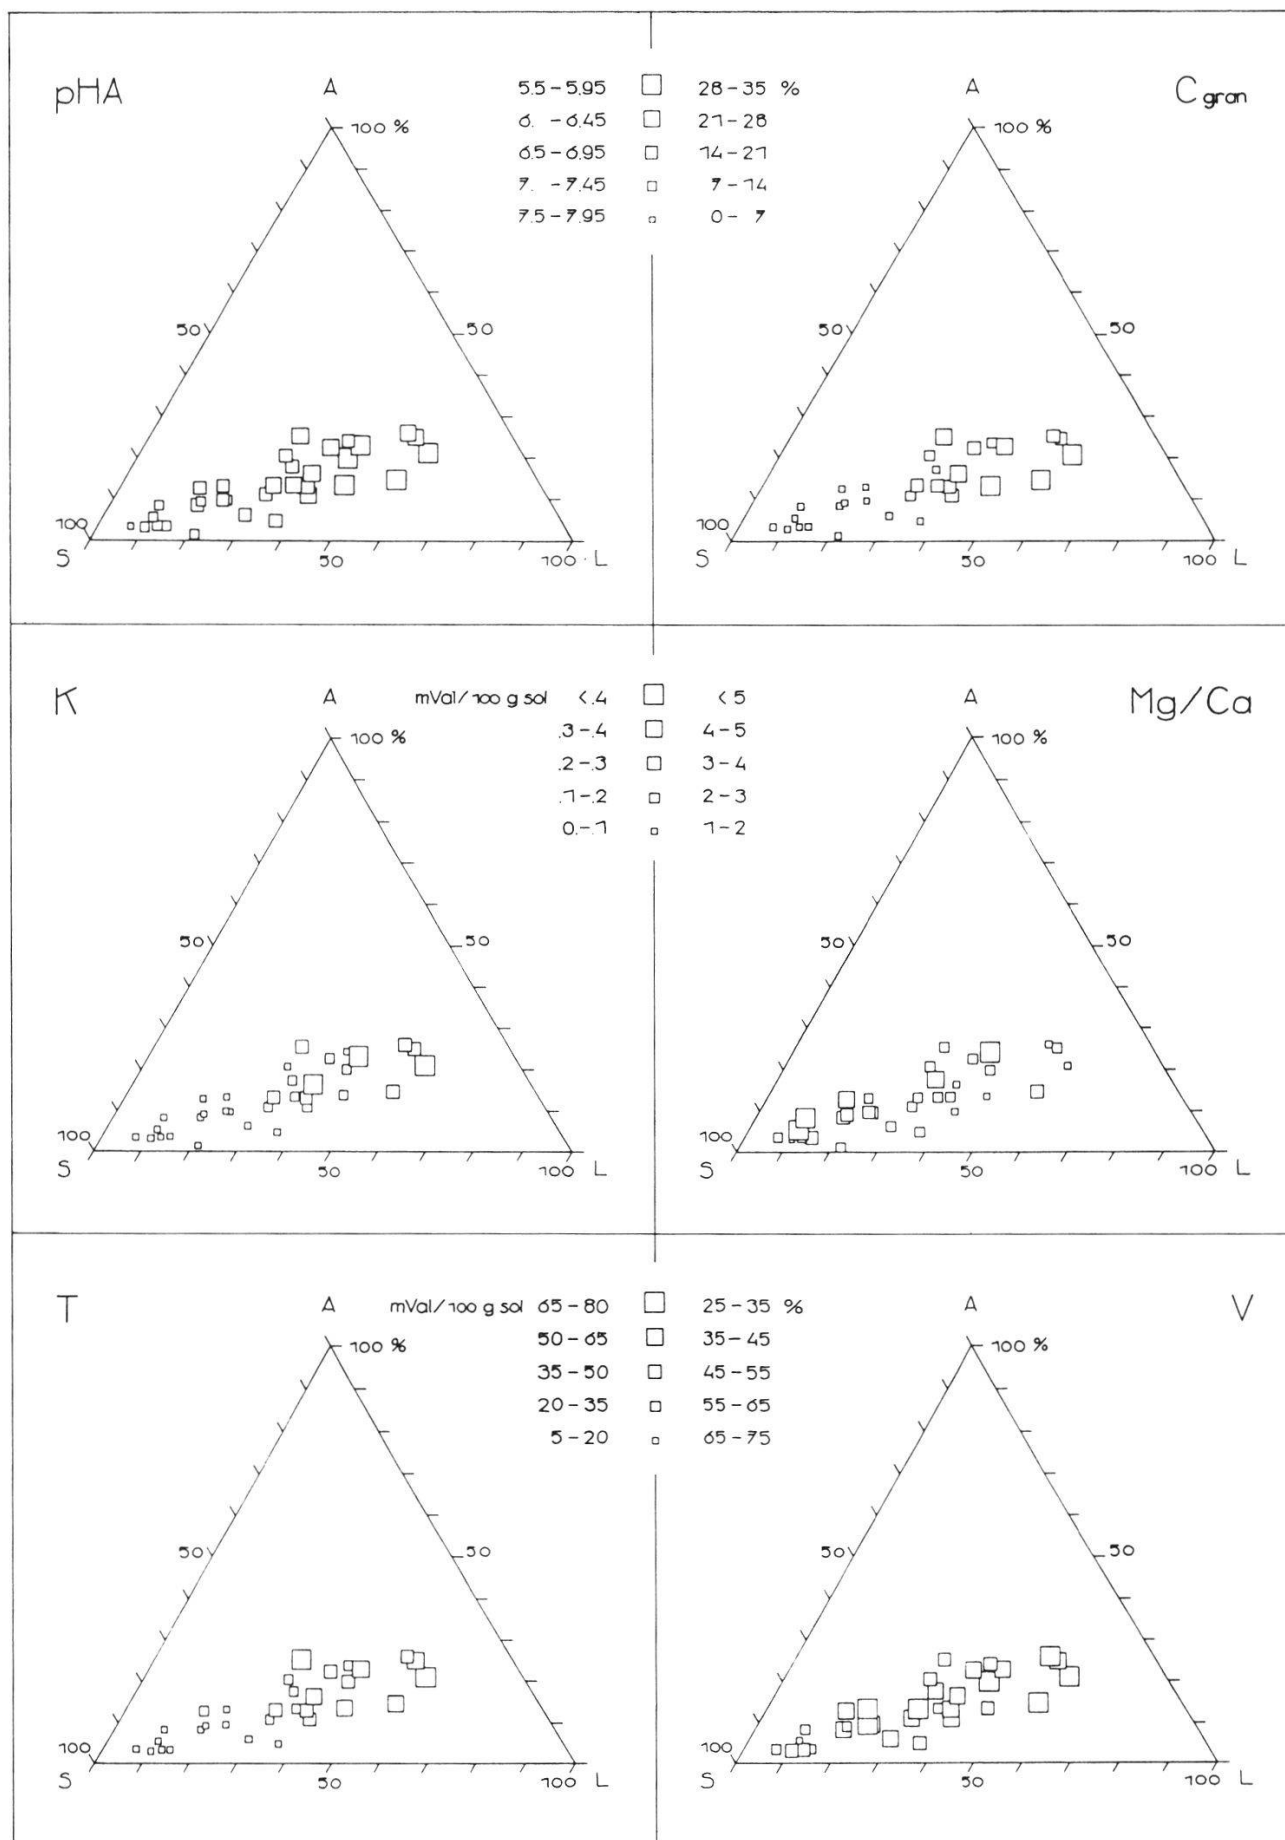 pHA
A
5.5 – 5.95 28 – 35 %
6. – 6.45 21 – 28
6.5 – 6.95 14 – 21
7. – 7.45 7 – 14
7.5 – 7.95 0 – 7
A
C gran
100 %
100 %
50
50
50
50
100
S
50
100 L
100
S
50
100 L
K
A
mVal/100 g sol <.4 <5
.3 – .4 4 – 5
.2 – .3 3 – 4
.1 – .2 2 – 3
0. – .1 1 – 2
A
Mg/Ca
100 %
100 %
50
50
50
50
100
S
50
100 L
100
S
50
100 L
T
A
mVal/100 g sol 65 – 80 25 – 35 %
50 – 65 35 – 45
35 – 50 45 – 55
20 – 35 55 – 65
5 – 20 65 – 75
A
V
100 %
100 %
50
50
50
50
100
S
50
100 L
100
S
50
100 L